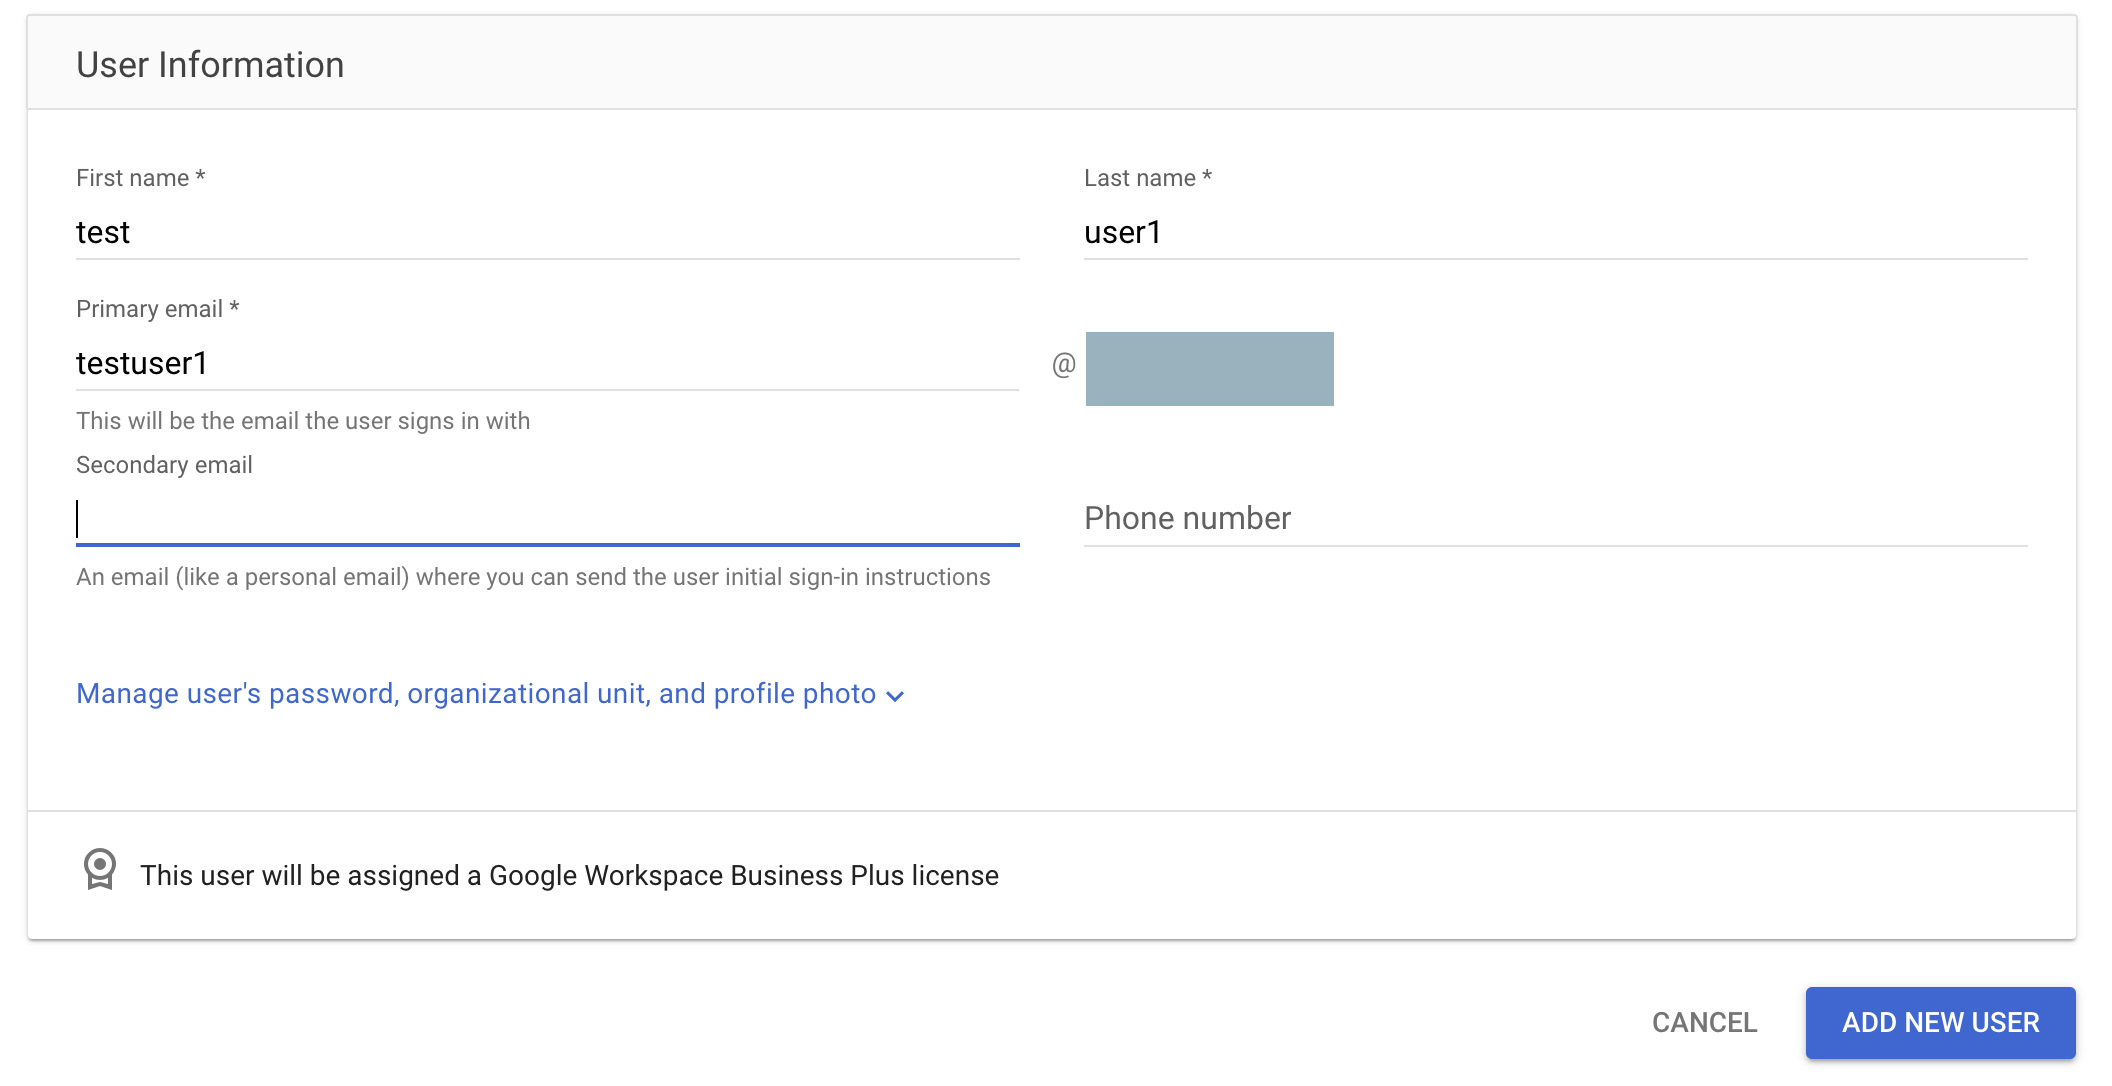 User Information
First name *
Last name *
test
user1
Primary email *
testuser1
@
This will be the email the user signs in with
Secondary email
Phone number
An email (like a personal email) where you can send the user initial sign-in instructions
Manage user's password, organizational unit, and profile photo
This user will be assigned a Google Workspace Business Plus license
CANCEL
ADD NEW USER